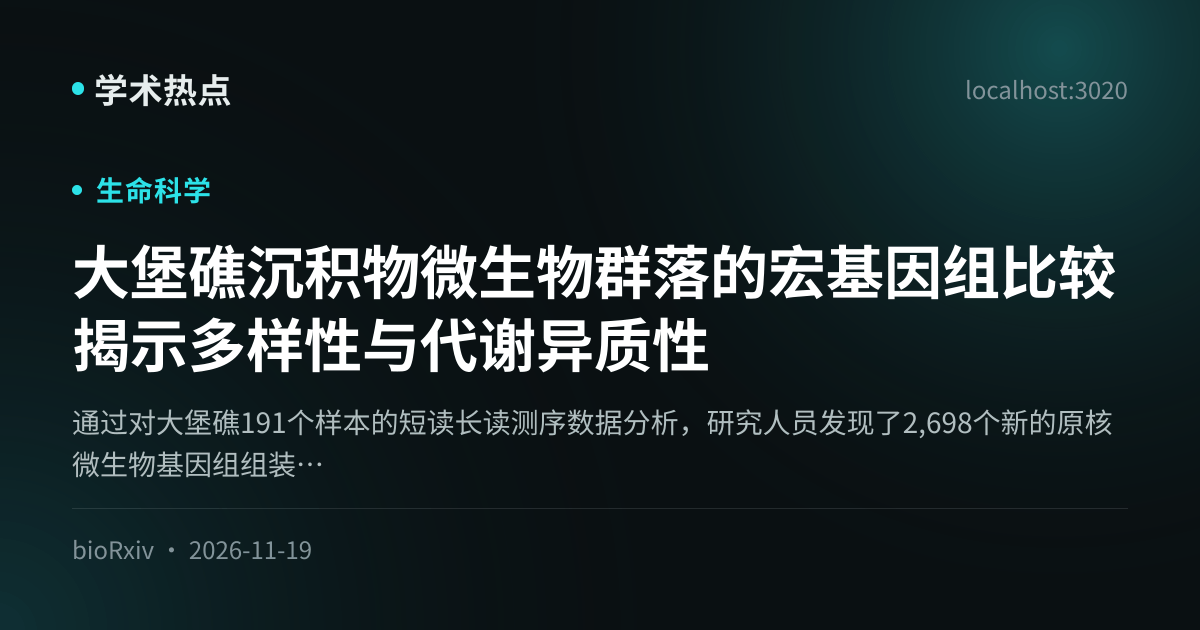 学术热点
localhost:3020
生命科学
大堡礁沉积物微生物群落的宏基因组比较
揭示多样性与代谢异质性
通过对大堡礁191个样本的短读长读测序数据分析，研究人员发现了2,698个新的原核
微生物基因组组装…
bioRxiv • 2026-11-19